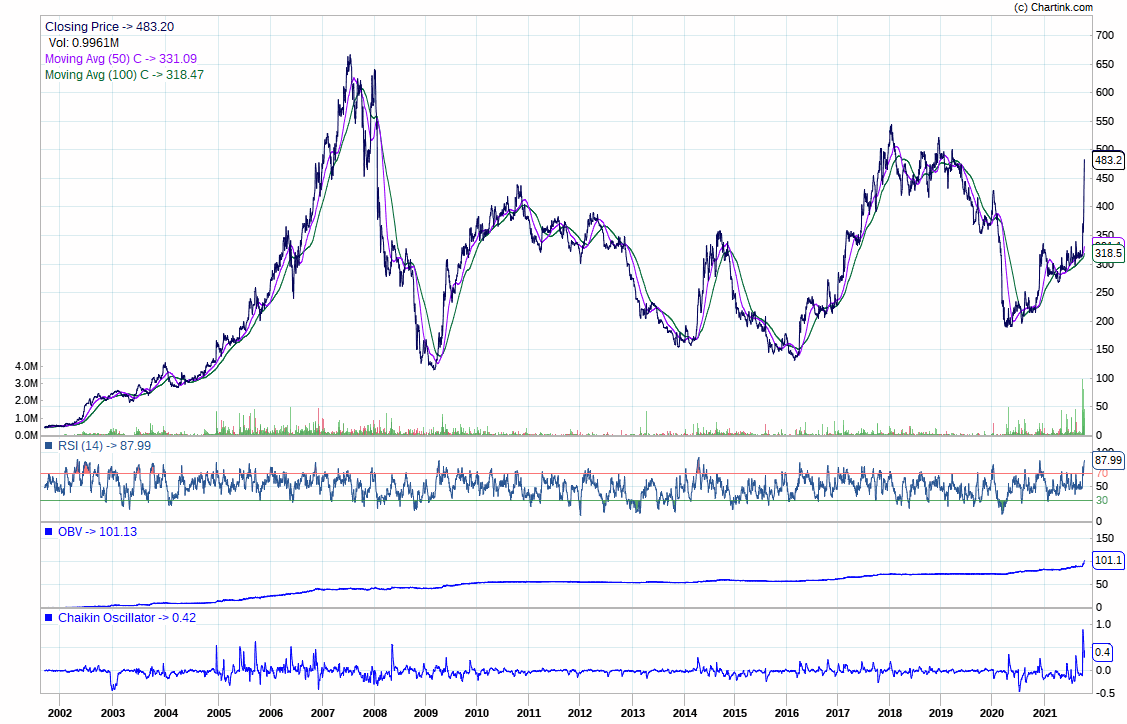 (c) Chartink.com
Closing Price -> 483.20
Vol: 0.9961M
Moving Avg (50) C -> 331.09
Moving Avg (100) C -> 318.47
700
650
600
550
500
483.2
450
400
350
318.5
300
250
200
150
4.0M
100
3.0M
2.0M
50
1.0M
0.0M
0
RSI (14) -> 87.99
100
87.99
70
50
30
0
OBV -> 101.13
150
101.1
50
0
Chaikin Oscillator -> 0.42
1.0
0.4
0.0
-0.5
2002 2003 2004 2005 2006 2007 2008 2009 2010 2011 2012 2013 2014 2015 2016 2017 2018 2019 2020 2021